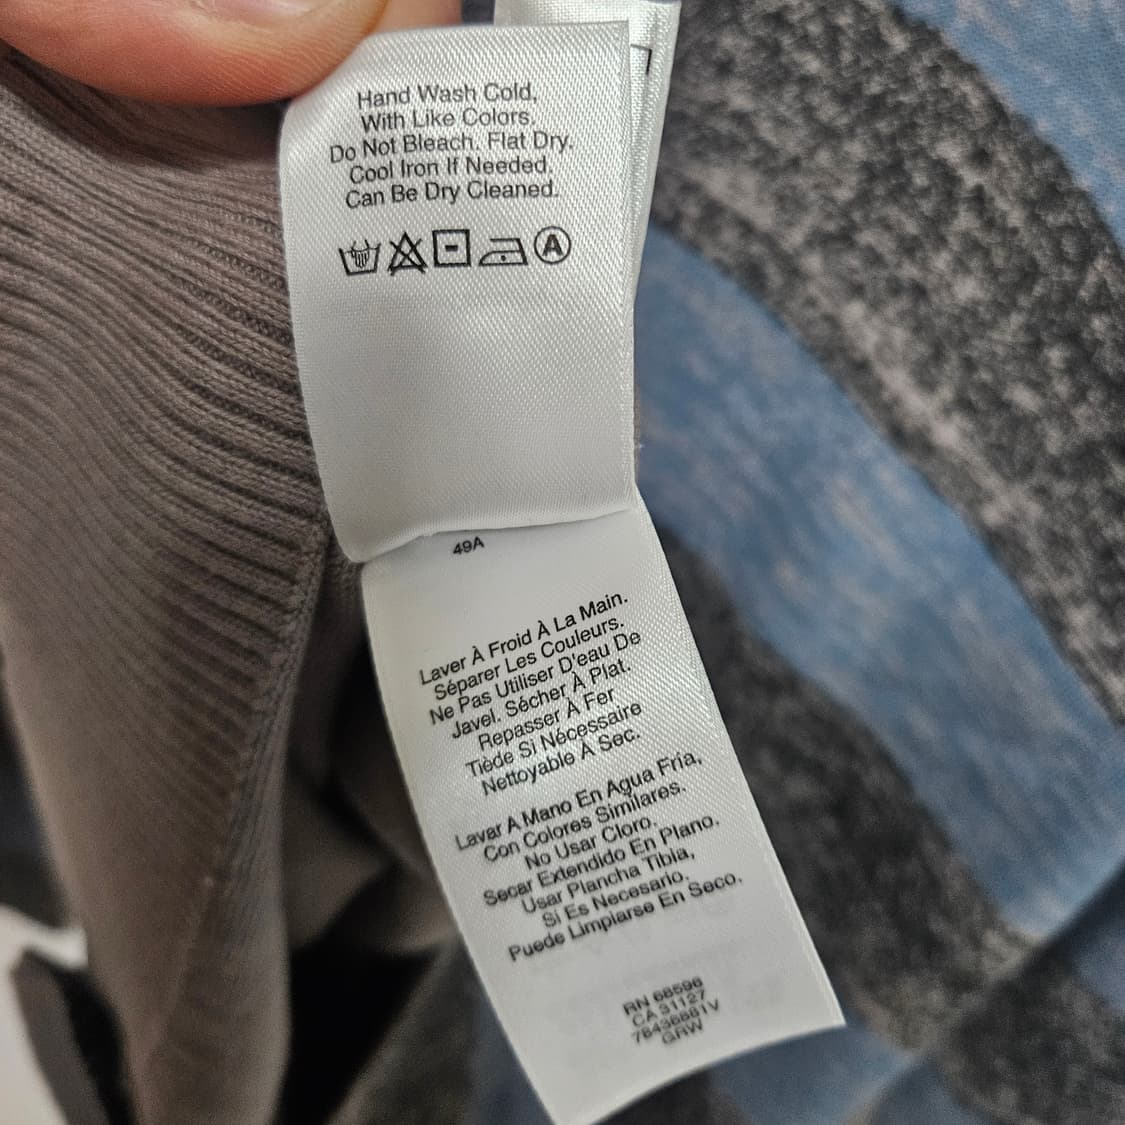 Hand Wash Cold,
With Like Colors.
Do Not Bleach. Flat Dry.
Cool Iron If Needed.
Can Be Dry Cleaned.
A
49A
Laver À Froid À La Main.
Séparer Les Couleurs.
Ne Pas Utiliser D'eau De
Javel. Sécher À Plat.
Repasser À Fer
Tiède Si Nécessaire
Nettoyable À Sec.
Lavar A Mano En Agua Fría,
Con Colores Similares.
No Usar Cloro.
Secar Extendido En Plano.
Usar Plancha Tibia,
Si Es Necesario.
Puede Limpiarse En Seco.
RN 68598
CA 31127
GRW